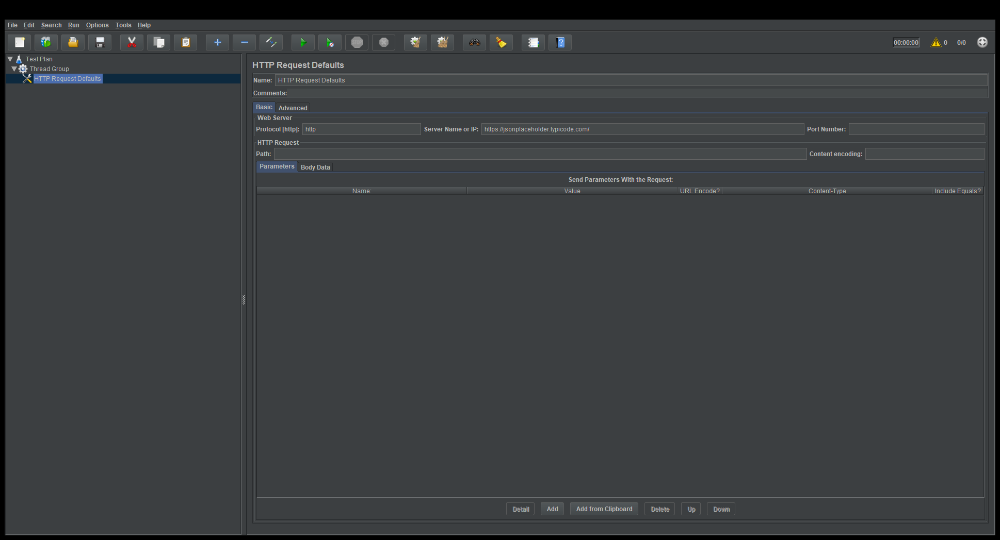 File Edit Search Run Options Tools Help
STOP
?
00:00:00 0 0/0
Test Plan
Thread Group
HTTP Request Defaults
HTTP Request Defaults
Name: HTTP Request Defaults
Comments:
Basic Advanced
Web Server
Protocol [http]: http Server Name or IP: https://jsonplaceholder.typicode.com/ Port Number:
HTTP Request
Path: Content encoding:
Parameters Body Data
Send Parameters With the Request:
Name: Value URL Encode? Content-Type Include Equals?
Detail Add Add from Clipboard Delete Up Down